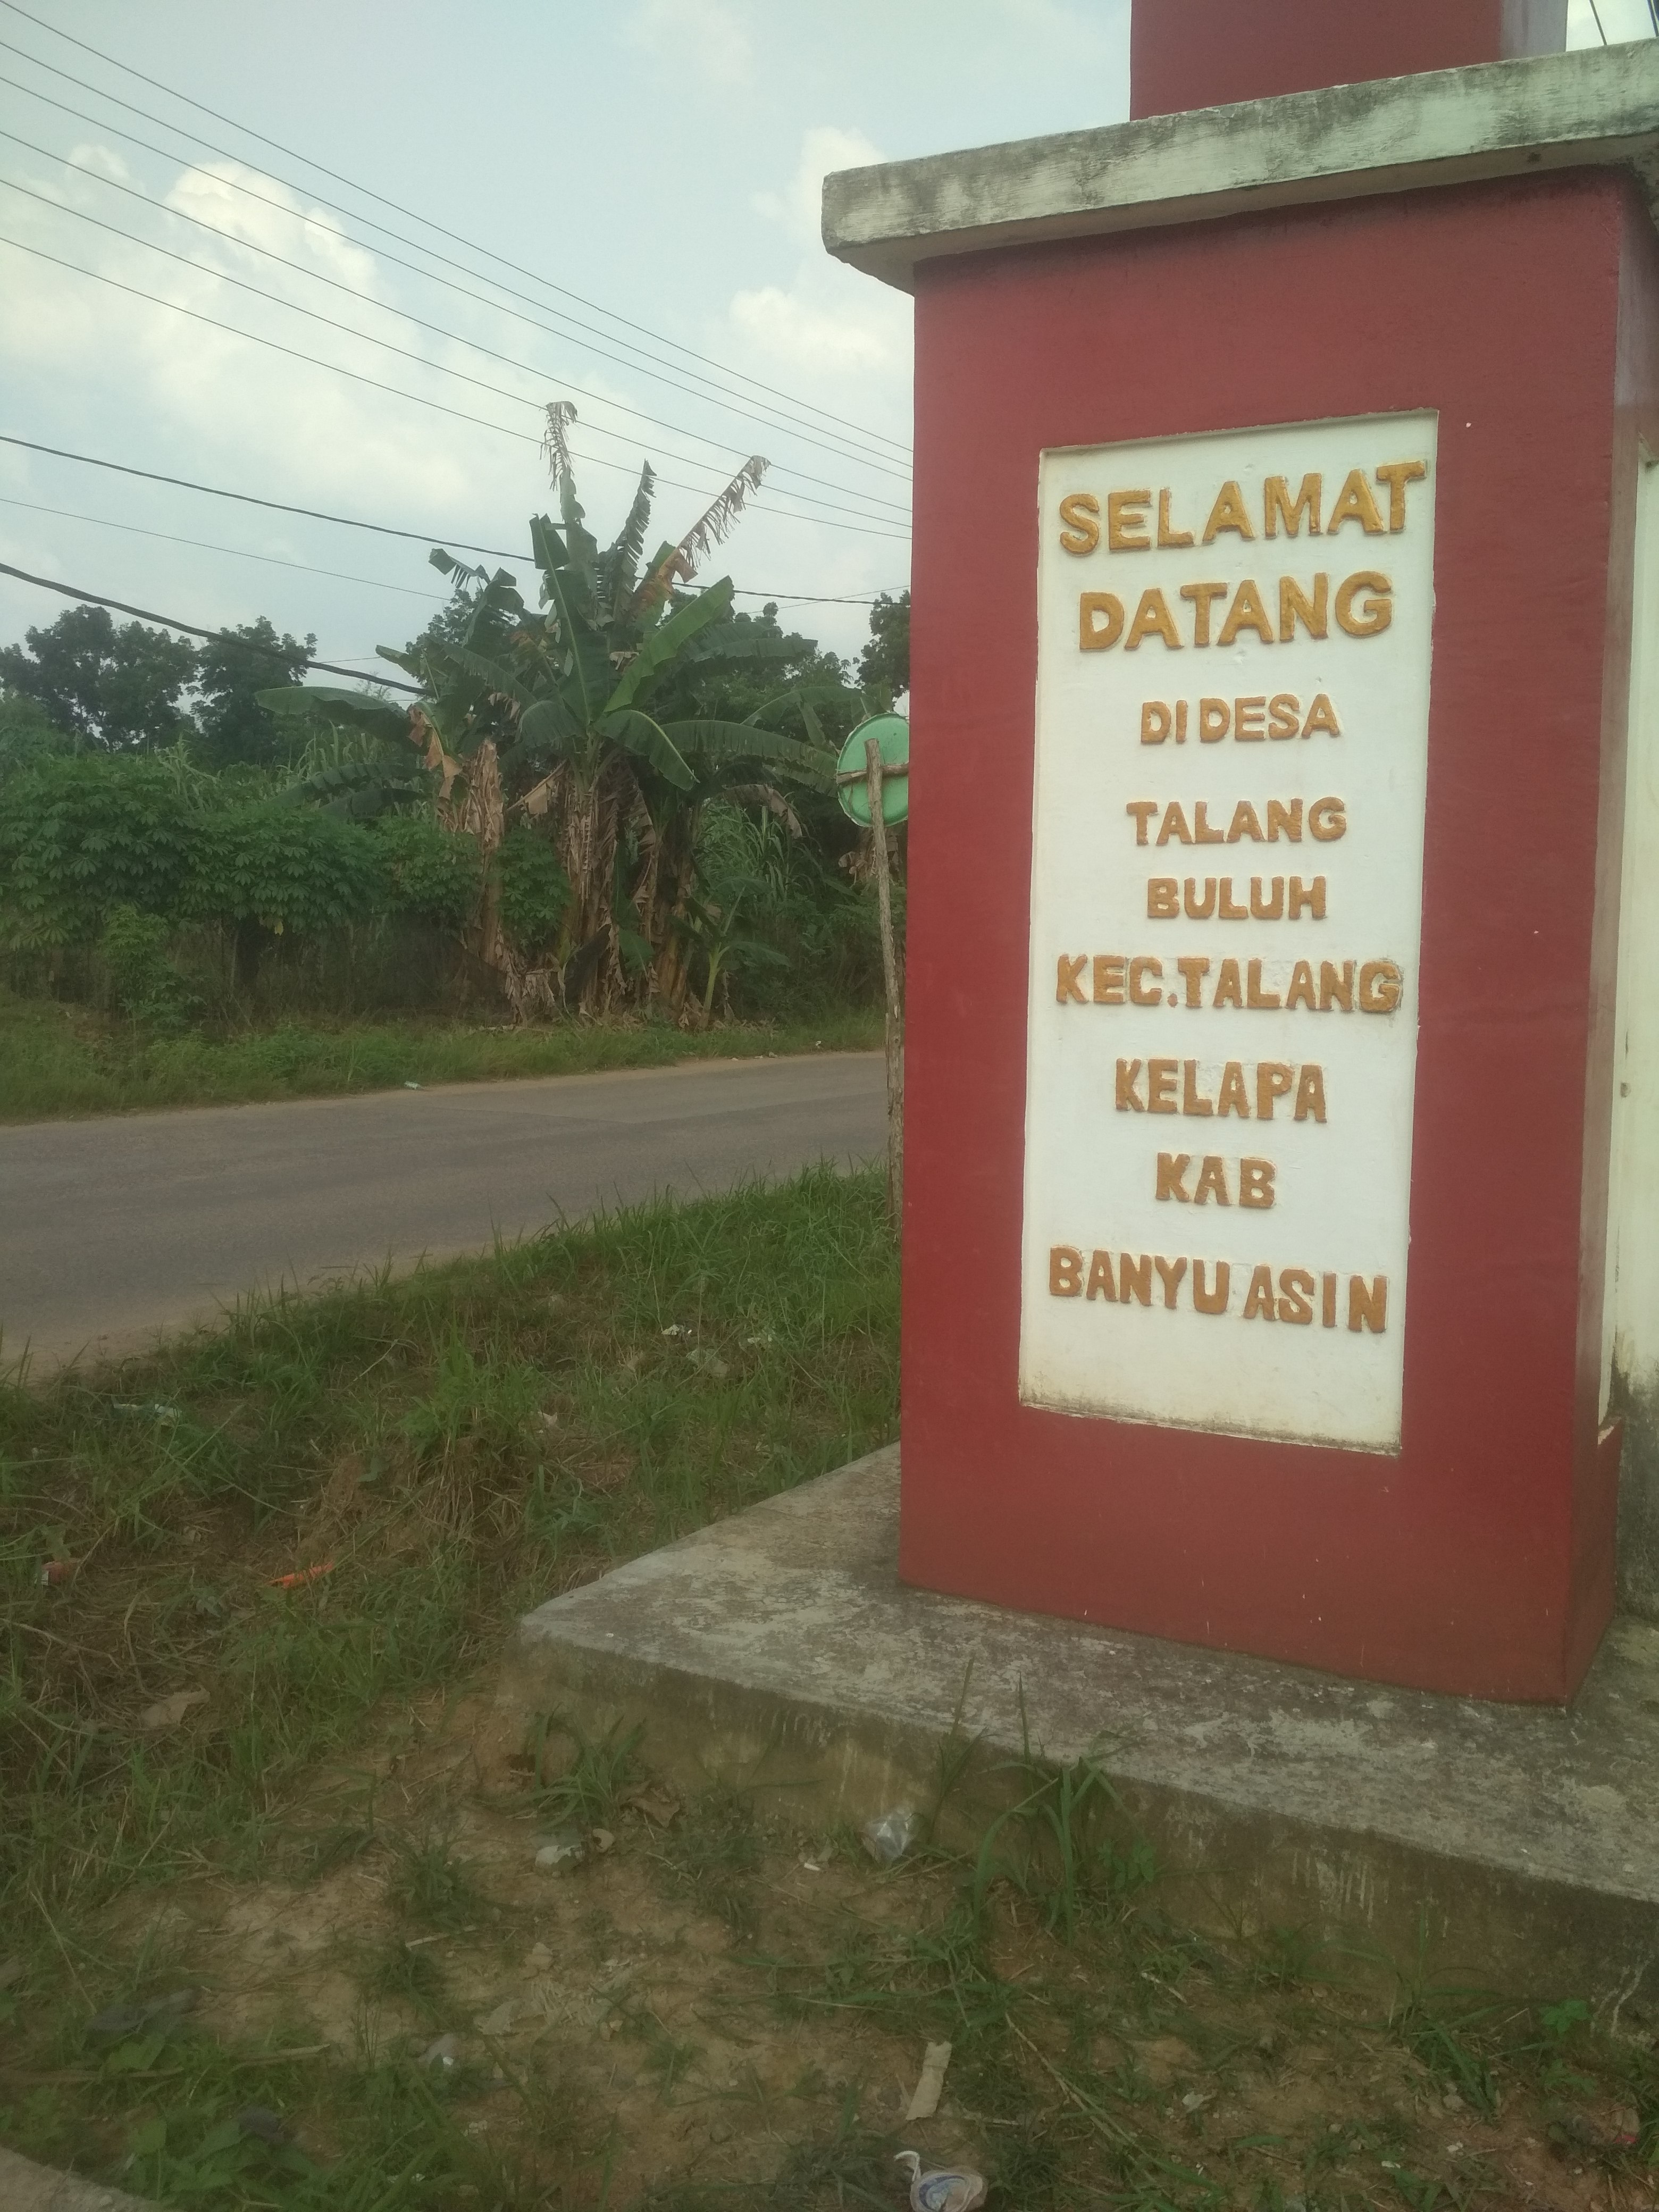 SELAMAT
DATANG
DI DESA
TALANG
BULUH
KEC.TALANG
KELAPA
KAB
BANYU ASIN